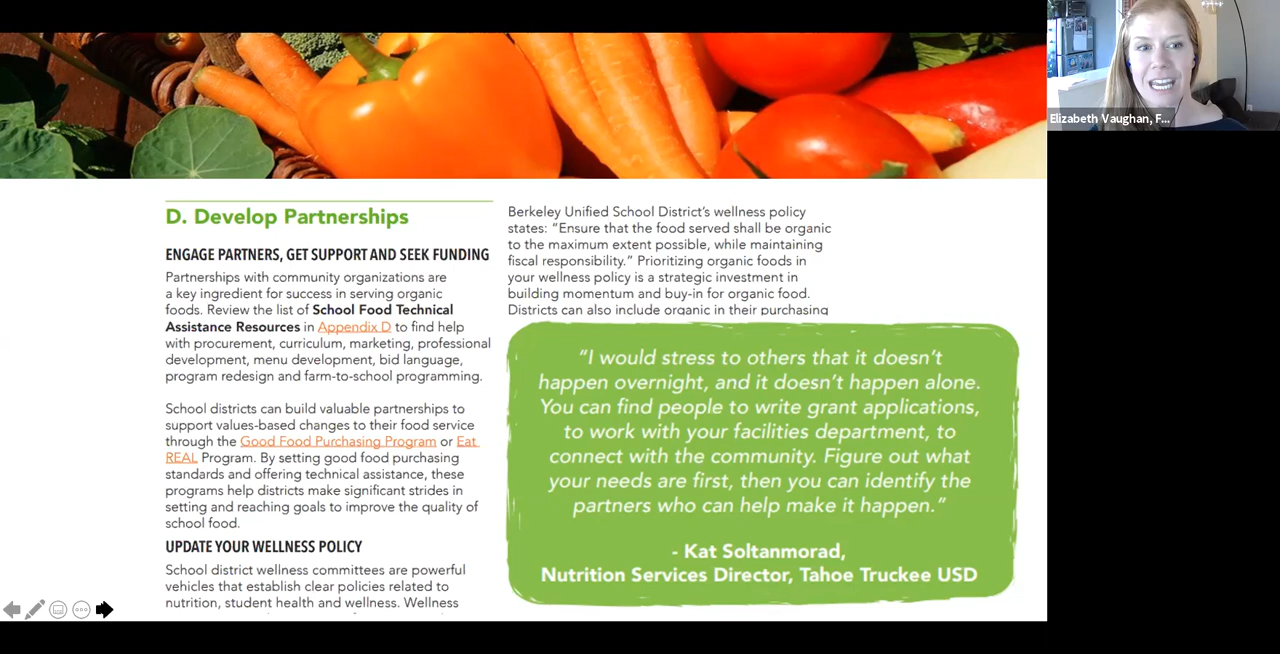 Elizabeth Vaughan, F...
D. Develop Partnerships
ENGAGE PARTNERS, GET SUPPORT AND SEEK FUNDING
Partnerships with community organizations are
a key ingredient for success in serving organic
foods. Review the list of School Food Technical
Assistance Resources in Appendix D to find help
with procurement, curriculum, marketing, professional
development, menu development, bid language,
program redesign and farm-to-school programming.
School districts can build valuable partnerships to
support values-based changes to their food service
through the Good Food Purchasing Program or Eat
REAL Program. By setting good food purchasing
standards and offering technical assistance, these
programs help districts make significant strides in
setting and reaching goals to improve the quality of
school food.
UPDATE YOUR WELLNESS POLICY
School district wellness committees are powerful
vehicles that establish clear policies related to
nutrition, student health and wellness. Wellness
Berkeley Unified School District’s wellness policy
states: “Ensure that the food served shall be organic
to the maximum extent possible, while maintaining
fiscal responsibility.” Prioritizing organic foods in
your wellness policy is a strategic investment in
building momentum and buy-in for organic food.
Districts can also include organic in their purchasing
“I would stress to others that it doesn’t
happen overnight, and it doesn’t happen alone.
You can find people to write grant applications,
to work with your facilities department, to
connect with the community. Figure out what
your needs are first, then you can identify the
partners who can help make it happen.”
- Kat Soltanmorad,
Nutrition Services Director, Tahoe Truckee USD